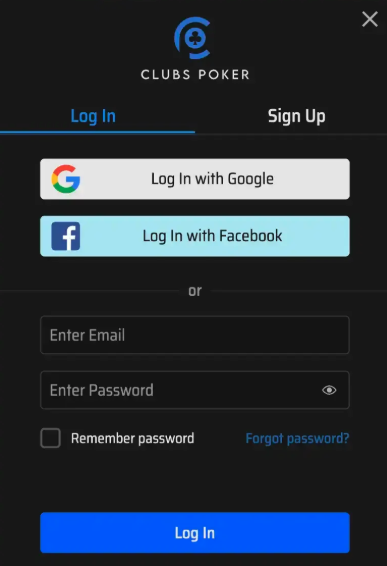 CLUBS POKER
Log In
Sign Up
Log In with Google
Log In with Facebook
or
Enter Email
Enter Password
Remember password
Forgot password?
Log In